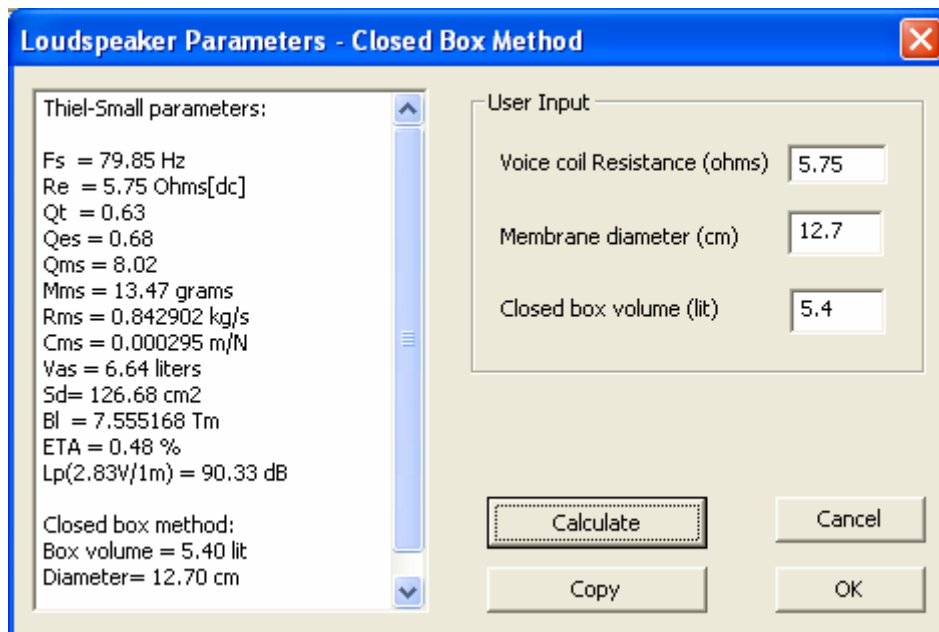 Loudspeaker Parameters - Closed Box Method
Thiel-Small parameters:
Fs = 79.85 Hz
Re = 5.75 Ohms[dc]
Qt = 0.63
Qes = 0.68
Qms = 8.02
Mms = 13.47 grams
Rms = 0.842902 kg/s
Cms = 0.000295 m/N
Vas = 6.64 liters
Sd= 126.68 cm2
Bl = 7.555168 Tm
ETA = 0.48 %
Lp(2.83V/1m) = 90.33 dB
Closed box method:
Box volume = 5.40 lit
Diameter= 12.70 cm
User Input
Voice coil Resistance (ohms) 5.75
Membrane diameter (cm) 12.7
Closed box volume (lit) 5.4
Calculate Cancel
Copy OK